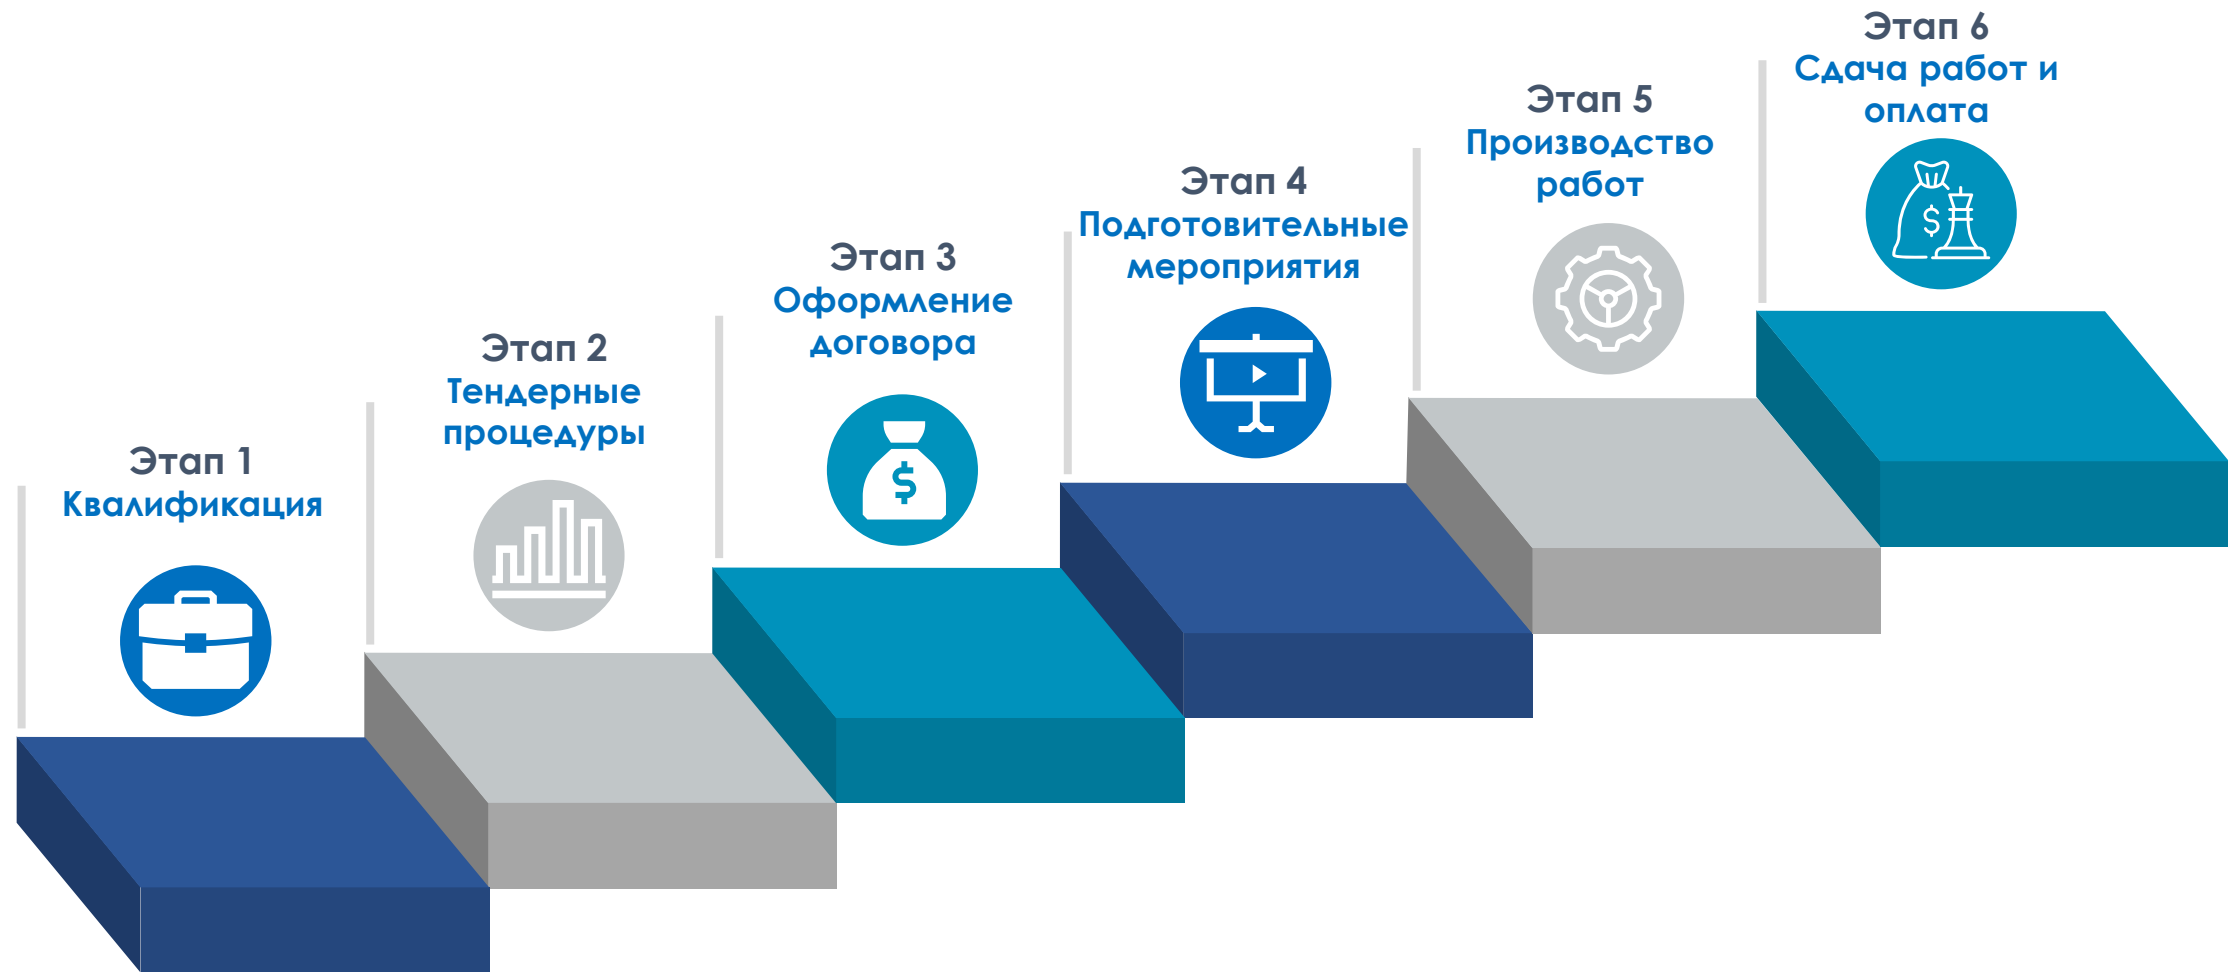 Этап 1
Квалификация
Этап 2
Тендерные
процедуры
Этап 3
Оформление
договора
Этап 4
Подготовительные
мероприятия
Этап 5
Производство
работ
Этап 6
Сдача работ и
оплата